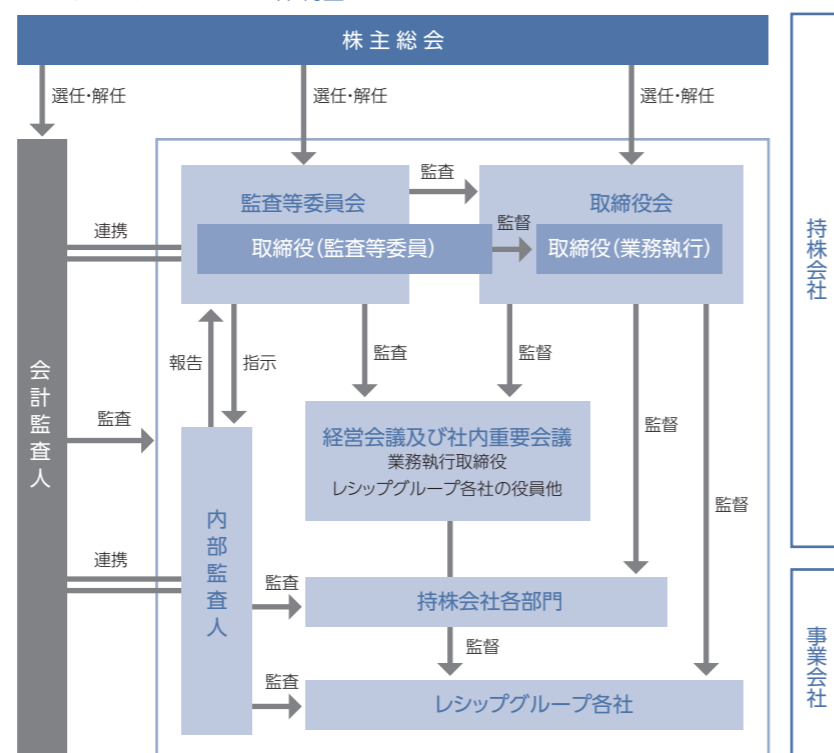 株主総会
選任・解任
選任・解任
選任・解任
監査等委員会
監査
取締役会
連携
取締役（監査等委員）
監督
取締役（業務執行）
持株会社
報告
指示
監査
監督
会計監査人
監査
経営会議及び社内重要会議
業務執行取締役
レシップグループ各社の役員他
監督
監督
内部監査人
連携
監査
持株会社各部門
監督
事業会社
監査
レシップグループ各社